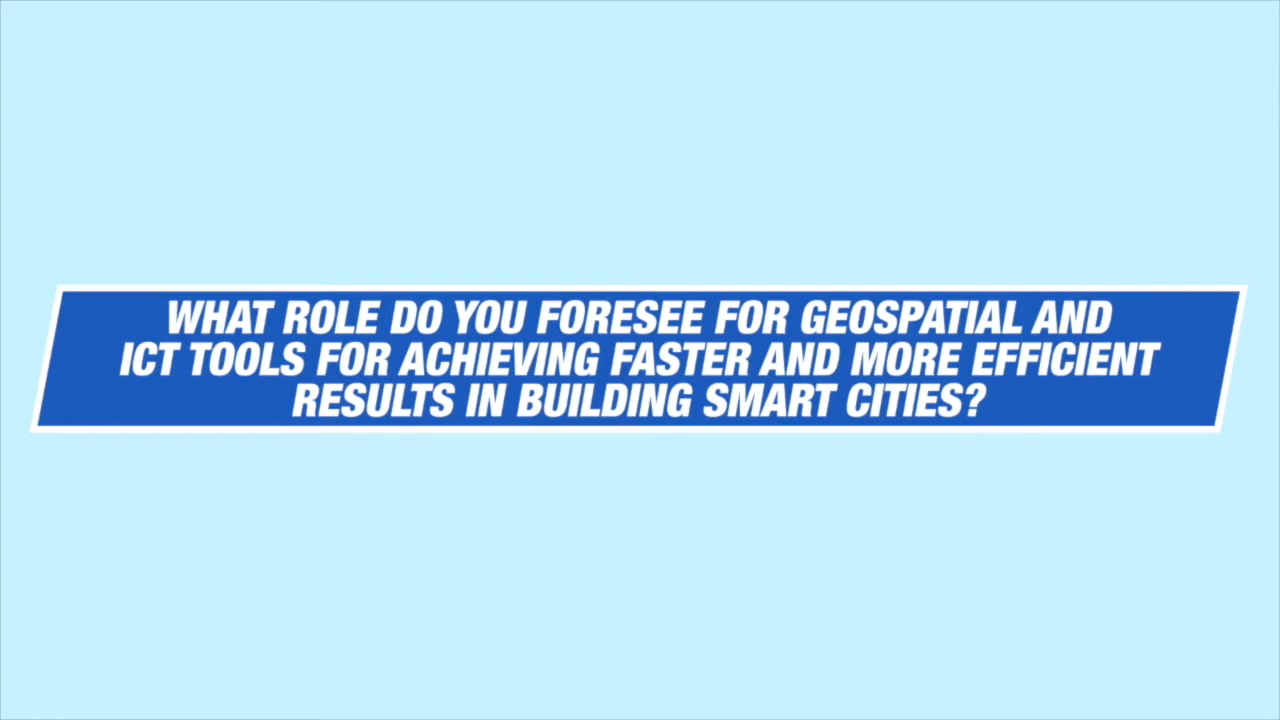 WHAT ROLE DO YOU FORESEE FOR GEOSPATIAL AND
ICT TOOLS FOR ACHIEVING FASTER AND MORE EFFICIENT
RESULTS IN BUILDING SMART CITIES?